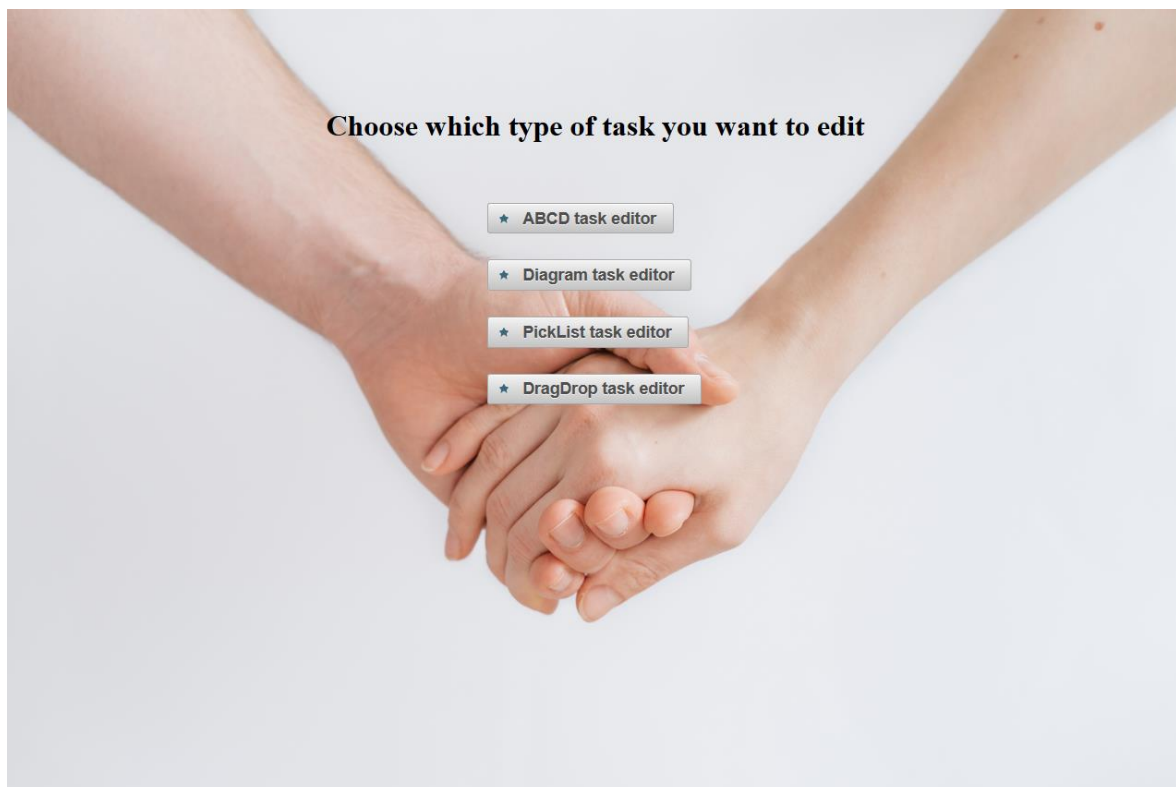 Choose which type of task you want to edit
ABCD task editor
Diagram task editor
PickList task editor
DragDrop task editor